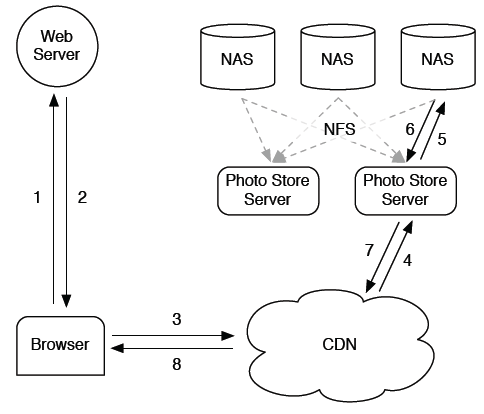 Web
Server
NAS
NAS
NAS
NFS
6
5
Photo Store
Server
Photo Store
Server
1
2
7
4
3
Browser
CDN
8